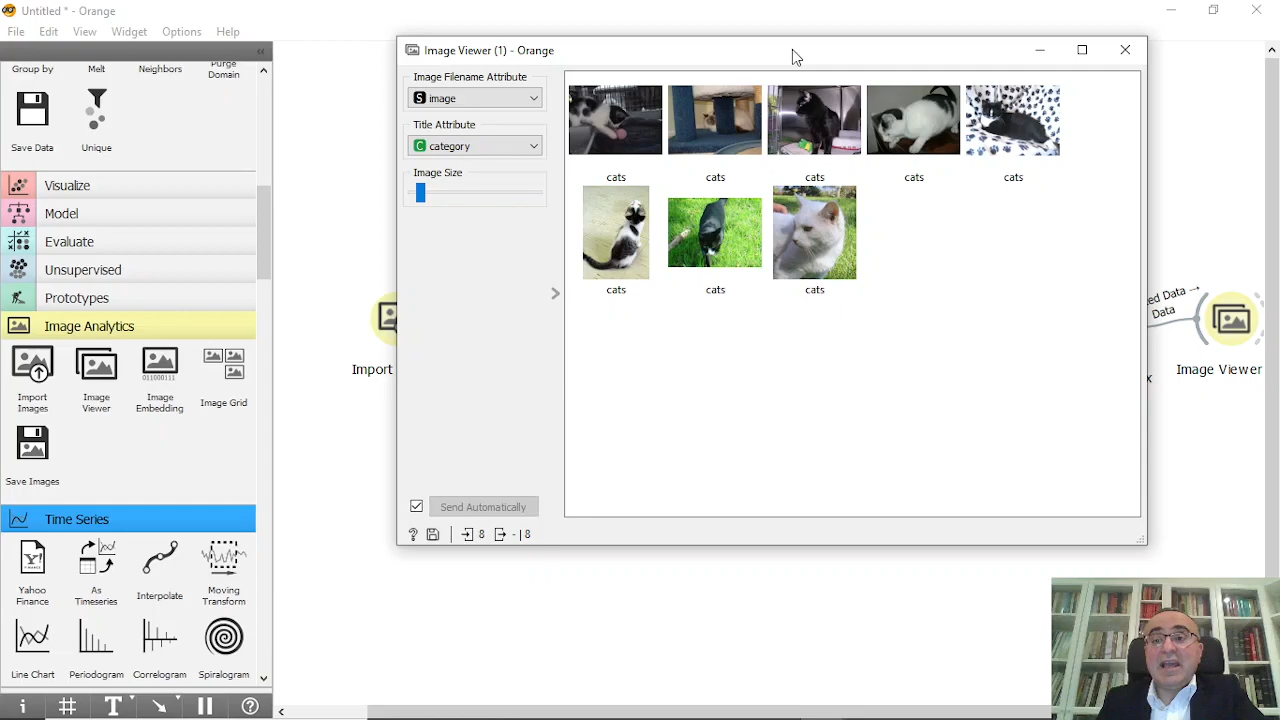 Untitled * - Orange
File Edit View Widget Options Help
Group by Melt Neighbors Purge Domain
Save Data Unique
Visualize
Model
Evaluate
Unsupervised
Prototypes
Image Analytics
Import Images
Image Viewer
Image Embedding
011000111
Image Grid
Save Images
Time Series
Y!
FINANCE
Yahoo Finance
As Timeseries
Interpolate
Moving Transform
Line Chart Periodogram Correlogram Spiralogram
Image Viewer (1) - Orange
Image Filename Attribute
S image
Title Attribute
C category
Image Size
cats cats cats cats cats
cats cats cats
Send Automatically
? 8 - | 8
Import
ed Data →
Data
x
Image Viewer
i # T ?